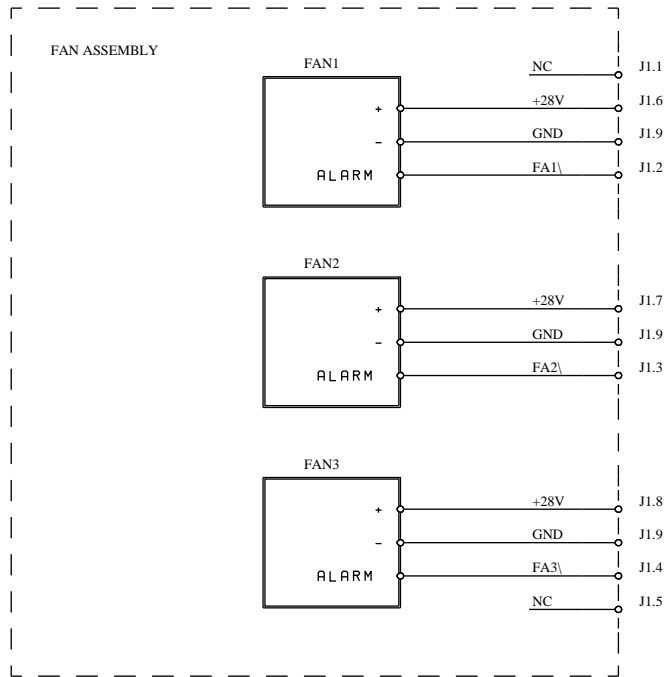 FAN ASSEMBLY
FAN1
NC J1.1
+ +28V J1.6
- GND J1.9
ALARM FA1\ J1.2
FAN2
+ +28V J1.7
- GND J1.9
ALARM FA2\ J1.3
FAN3
+ +28V J1.8
- GND J1.9
ALARM FA3\ J1.4
NC J1.5